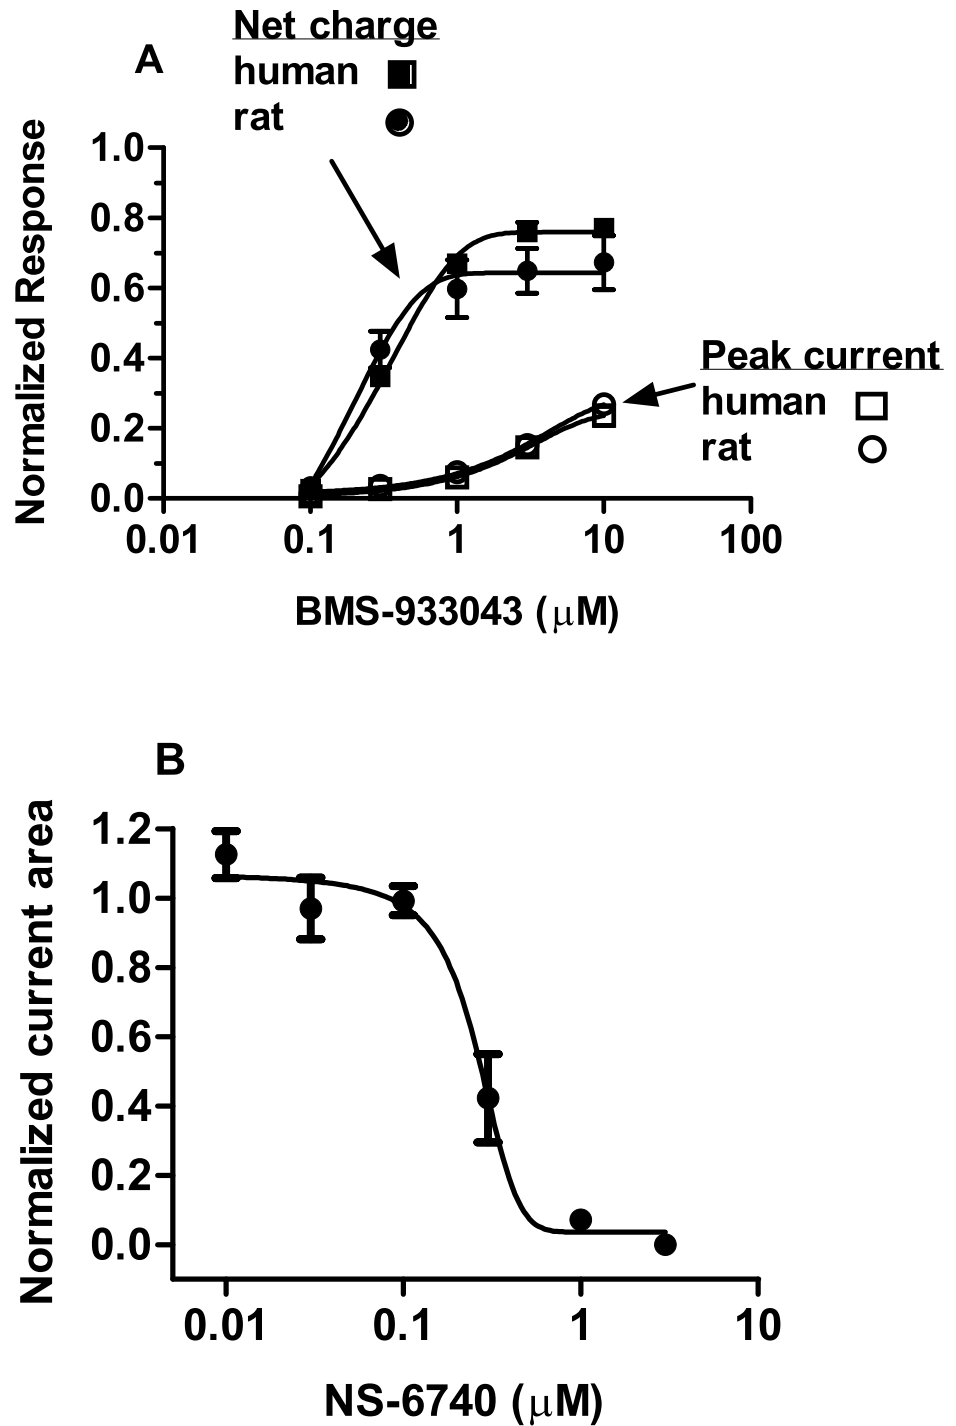 A
Net charge
human
rat
Normalized Response
1.0
0.8
0.6
0.4
0.2
0.0
0.01 0.1 1 10 100
BMS-933043 (μM)
Peak current
human
rat
B
Normalized current area
1.2
1.0
0.8
0.6
0.4
0.2
0.0
0.01 0.1 1 10
NS-6740 (μM)